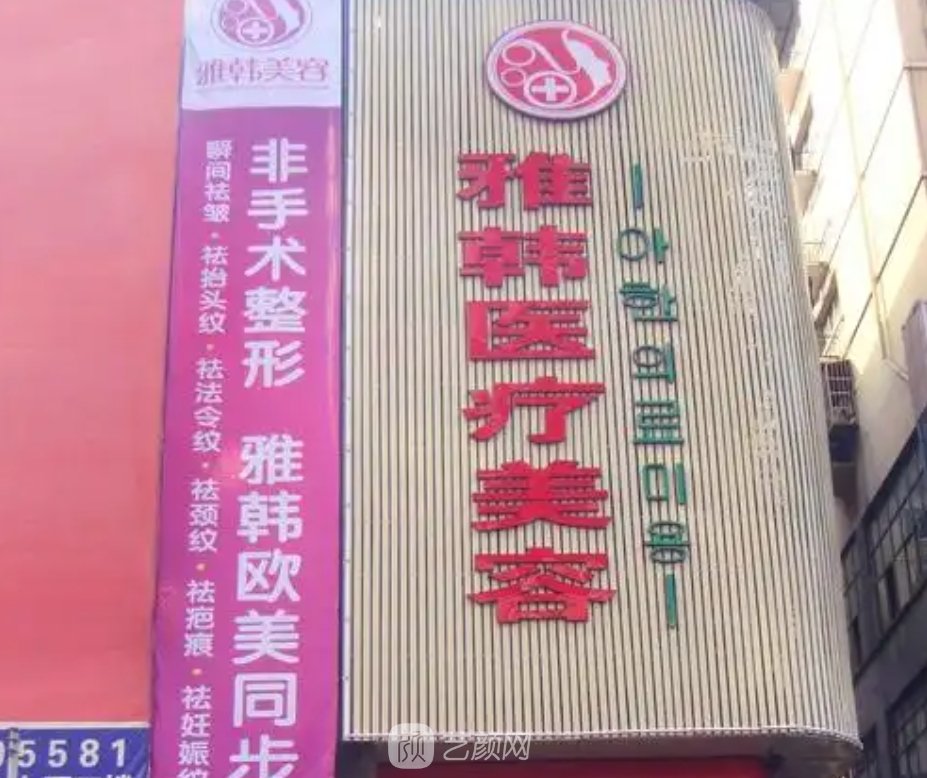 雅韩美容
非手术整形 雅韩欧美同步
瞬间祛皱·祛抬头纹·祛法令纹·祛颈纹·祛疤痕·祛妊娠纹
雅韩医疗美容
아한의료미용
5581
艺颜网